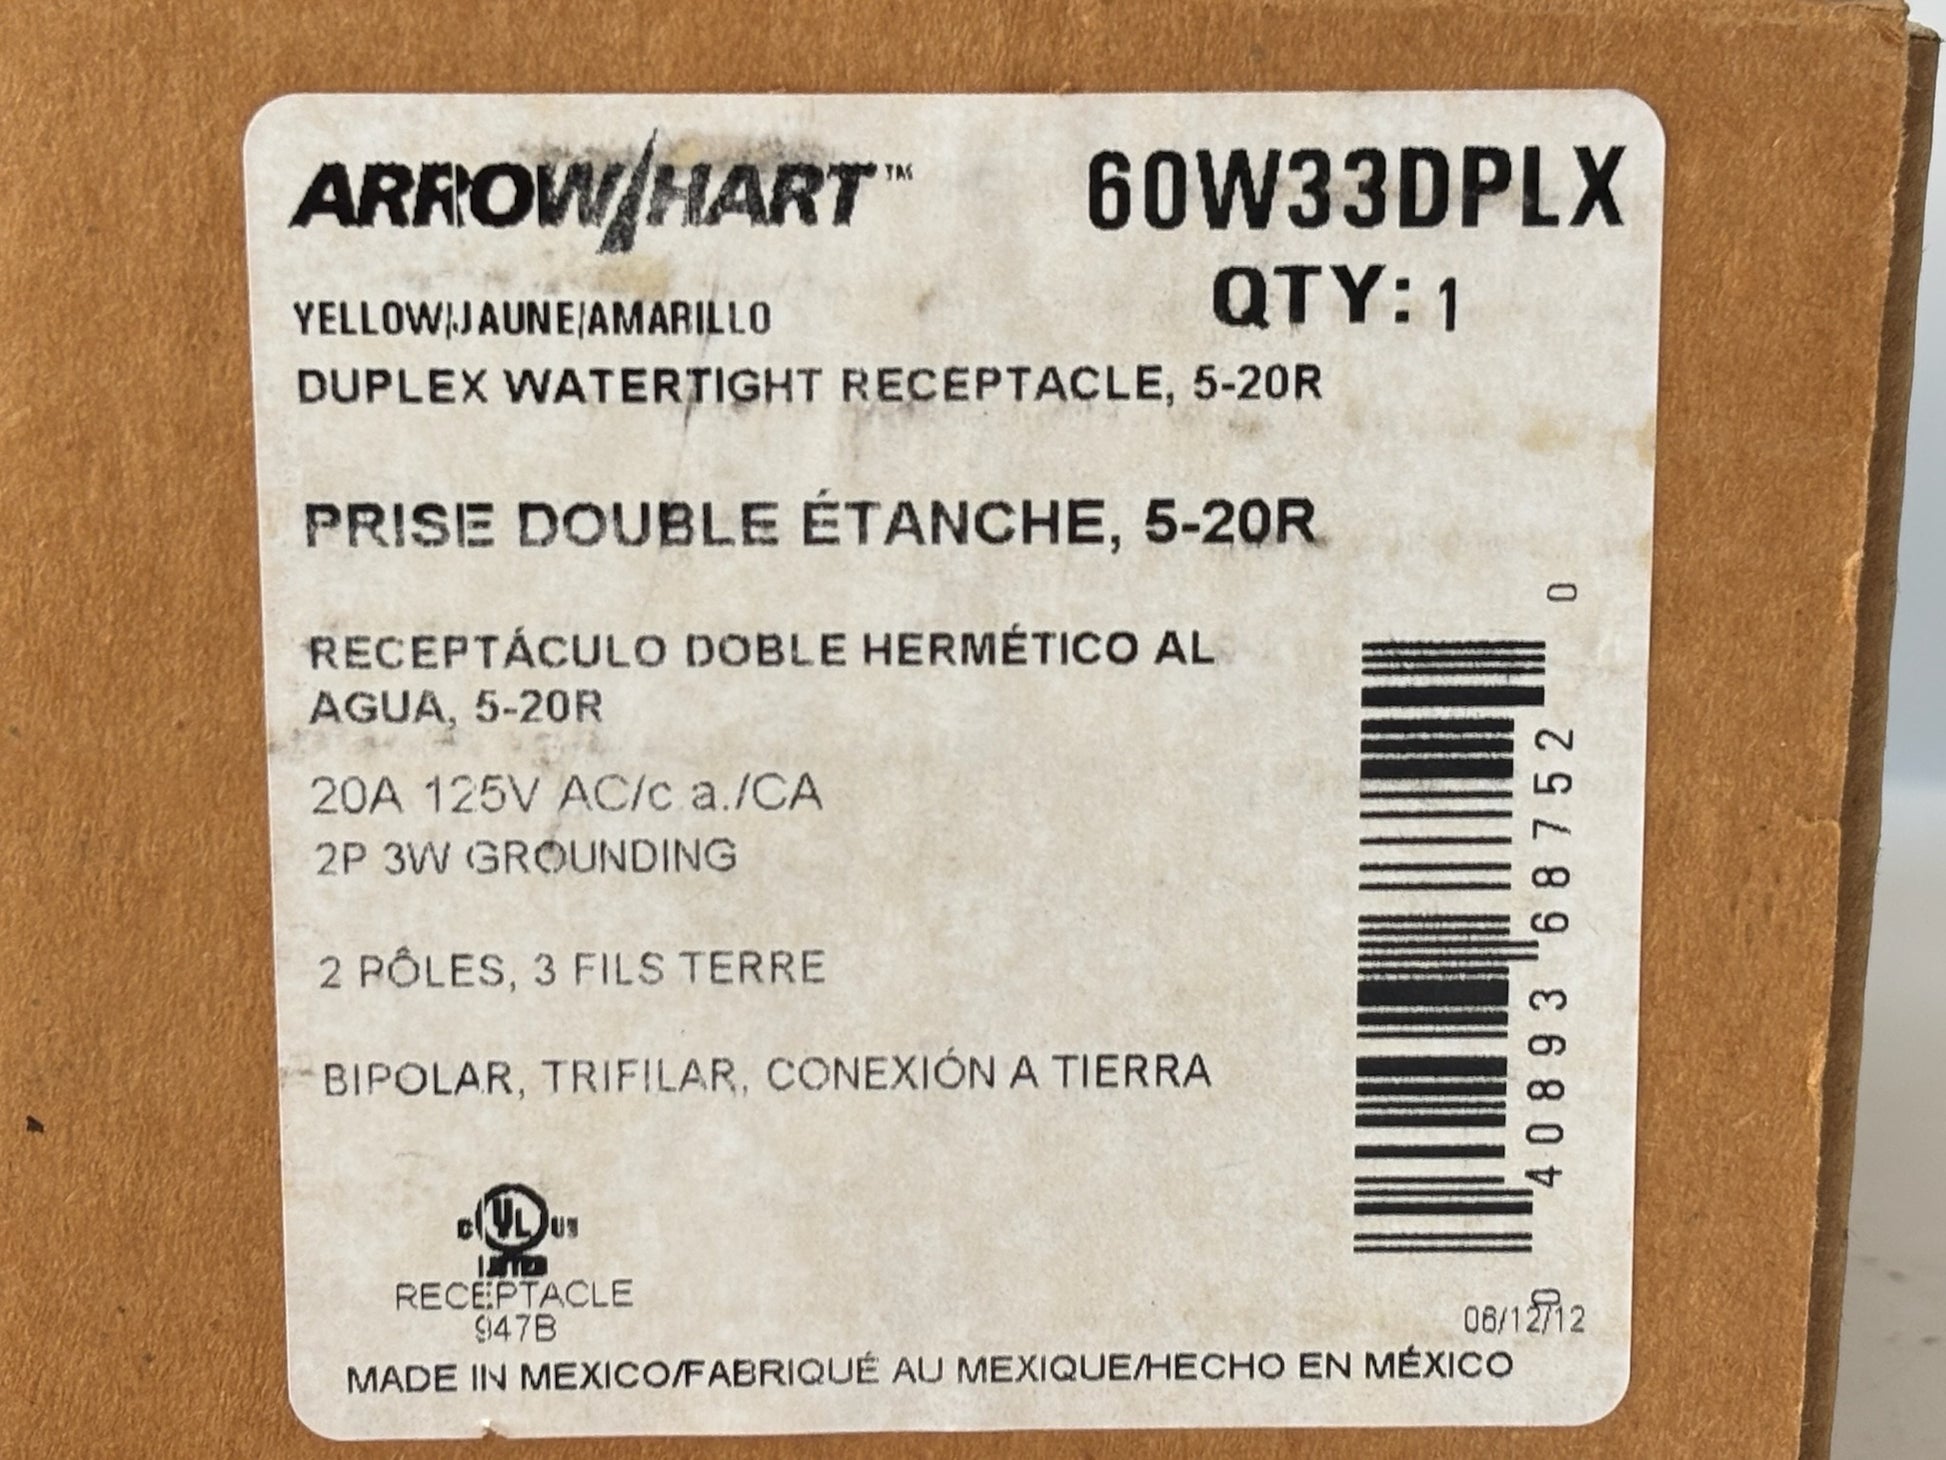 ARROW/HART™
60W33DPLX
QTY: 1
YELLOW/JAUNE/AMARILLO
DUPLEX WATERTIGHT RECEPTACLE, 5-20R
PRISE DOUBLE ÉTANCHE, 5-20R
RECEPTÁCULO DOBLE HERMÉTICO AL
AGUA, 5-20R
20A 125V AC/c a./CA
2P 3W GROUNDING
2 PÔLES, 3 FILS TERRE
BIPOLAR, TRIFILAR, CONEXIÓN A TIERRA
0 40893 68752 0
C UL US
LISTED
RECEPTACLE
947B
06/12/12
MADE IN MEXICO/FABRIQUÉ AU MEXIQUE/HECHO EN MÉXICO